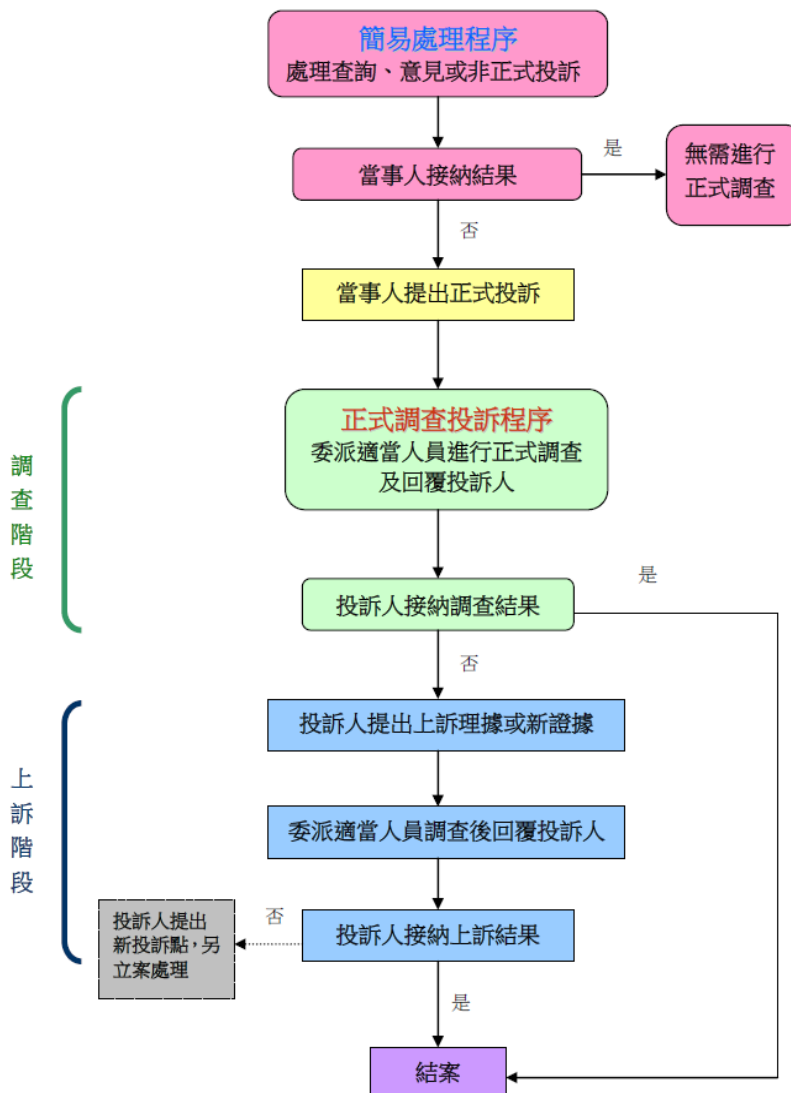 簡易處理程序
處理查詢、意見或非正式投訴
當事人接納結果
是
無需進行
正式調查
否
當事人提出正式投訴
調查階段
正式調查投訴程序
委派適當人員進行正式調查
及回覆投訴人
投訴人接納調查結果
是
否
上訴階段
投訴人提出上訴理據或新證據
委派適當人員調查後回覆投訴人
投訴人接納上訴結果
否
投訴人提出
新投訴點，另
立案處理
是
結案